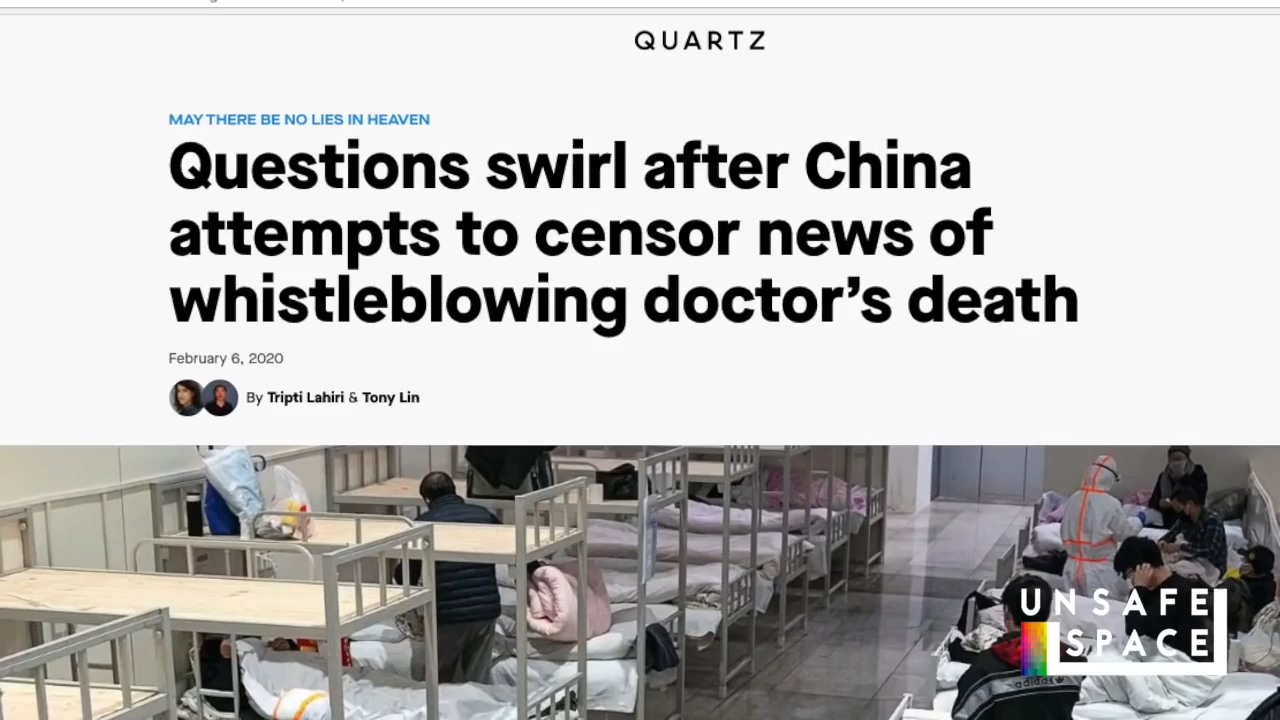 QUARTZ
MAY THERE BE NO LIES IN HEAVEN
Questions swirl after China
attempts to censor news of
whistleblowing doctor's death
February 6, 2020
By Tripti Lahiri & Tony Lin
UNSAFE
SPACE
adidas